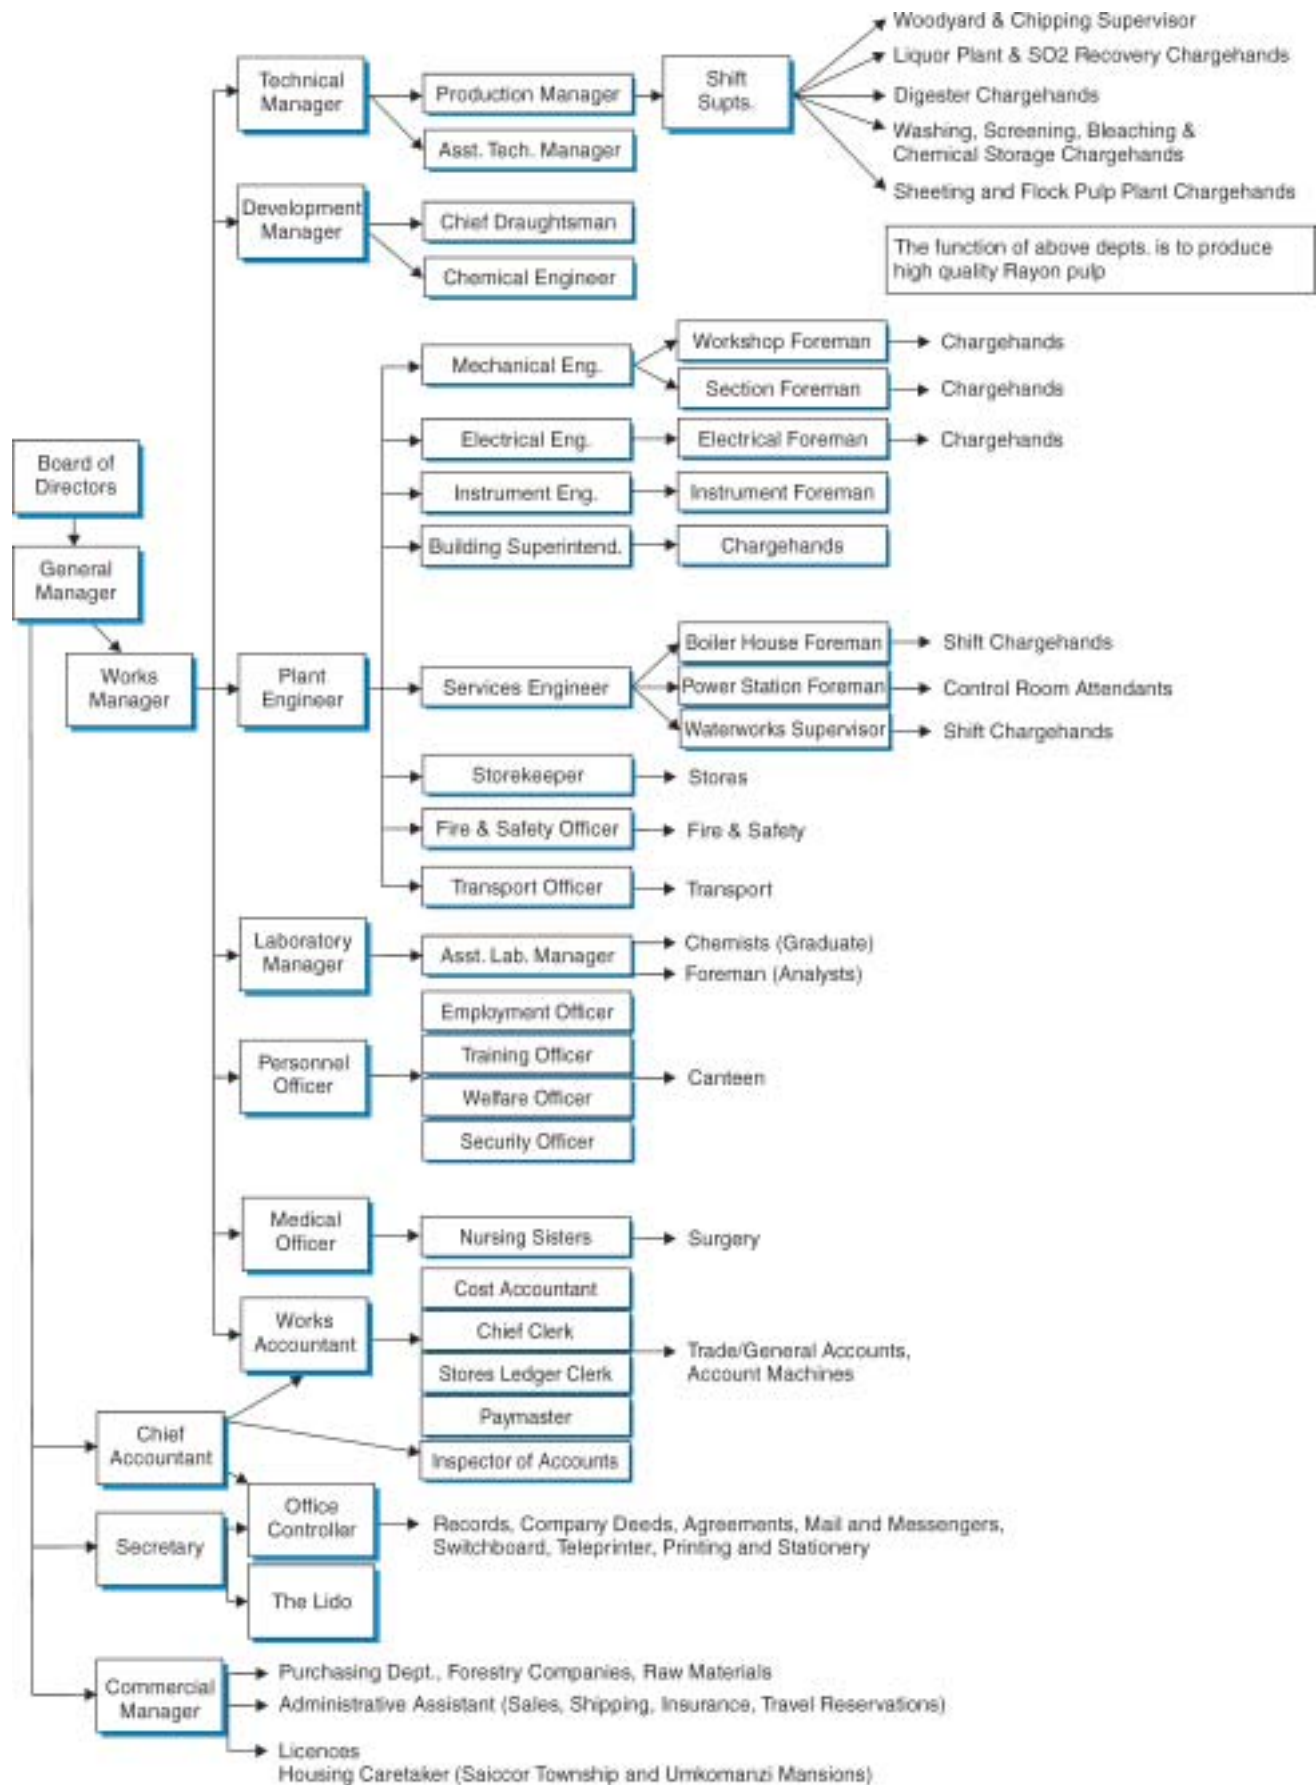 Woodyard & Chipping Supervisor
Technical
Manager
Production Manager
Shift
Supts.
Liquor Plant & SO2 Recovery Chargehands
Digester Chargehands
Asst. Tech. Manager
Washing, Screening, Bleaching &
Chemical Storage Chargehands
Sheeting and Flock Pulp Plant Chargehands
Development
Manager
Chief Draughtsman
Chemical Engineer
The function of above depts. is to produce
high quality Rayon pulp
Mechanical Eng.
Workshop Foreman
Chargehands
Section Foreman
Chargehands
Electrical Eng.
Electrical Foreman
Chargehands
Board of
Directors
Instrument Eng.
Instrument Foreman
Building Superintend.
Chargehands
General
Manager
Works
Manager
Plant
Engineer
Services Engineer
Boiler House Foreman
Shift Chargehands
Power Station Foreman
Control Room Attendants
Waterworks Supervisor
Shift Chargehands
Storekeeper
Stores
Fire & Safety Officer
Fire & Safety
Transport Officer
Transport
Laboratory
Manager
Asst. Lab. Manager
Chemists (Graduate)
Foreman (Analysts)
Personnel
Officer
Employment Officer
Training Officer
Welfare Officer
Security Officer
Canteen
Medical
Officer
Nursing Sisters
Surgery
Works
Accountant
Cost Accountant
Chief Clerk
Stores Ledger Clerk
Paymaster
Trade/General Accounts,
Account Machines
Chief
Accountant
Inspector of Accounts
Secretary
Office
Controller
Records, Company Deeds, Agreements, Mail and Messengers,
Switchboard, Teleprinter, Printing and Stationery
The Lido
Commercial
Manager
Purchasing Dept., Forestry Companies, Raw Materials
Administrative Assistant (Sales, Shipping, Insurance, Travel Reservations)
Licences
Housing Caretaker (Saiccor Township and Umkomanzi Mansions)